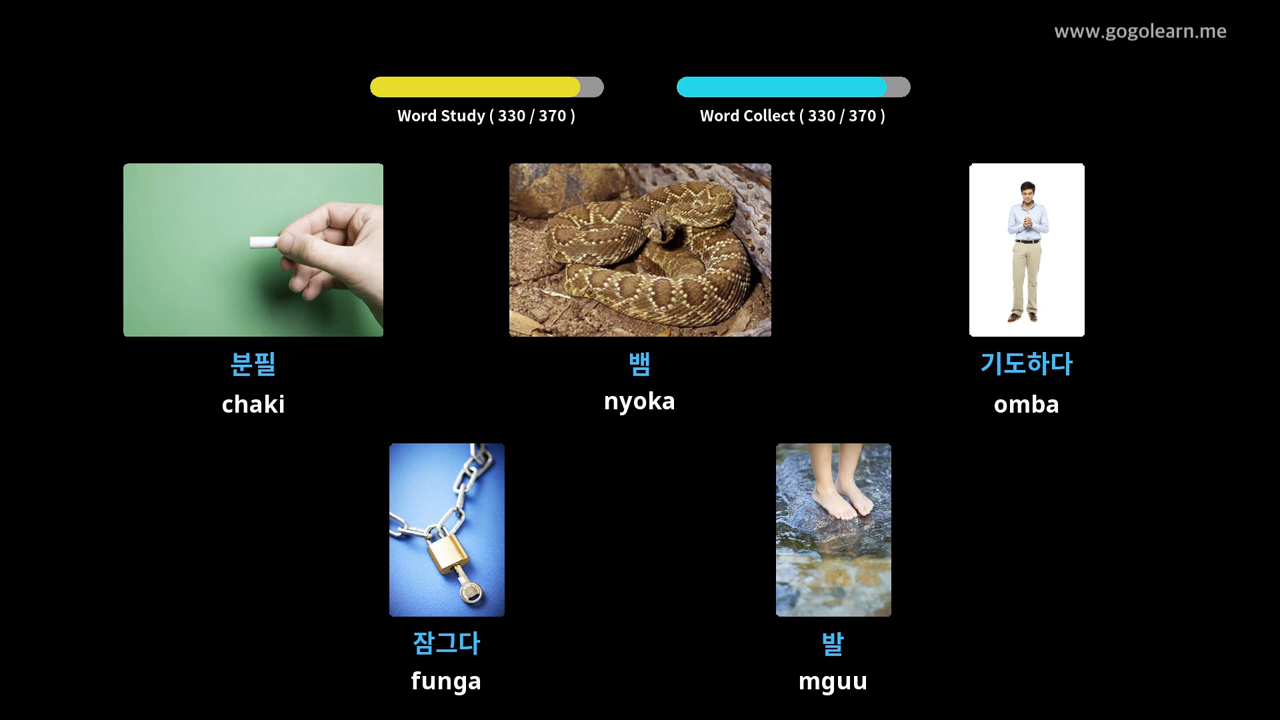 www.gogolearn.me
Word Study ( 330 / 370 )
Word Collect ( 330 / 370 )
분필
chaki
뱀
nyoka
기도하다
omba
잠그다
funga
발
mguu